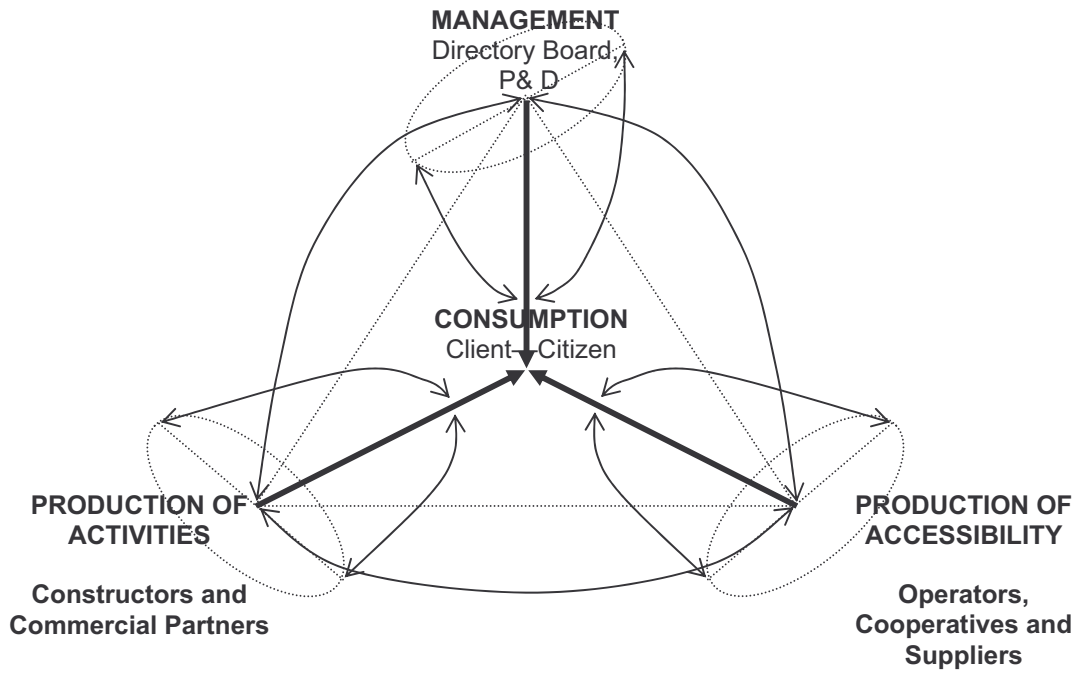 MANAGEMENT
Directory Board,
P& D
CONSUMPTION
Client—Citizen
PRODUCTION OF
ACTIVITIES
Constructors and
Commercial Partners
PRODUCTION OF
ACCESSIBILITY
Operators,
Cooperatives and
Suppliers